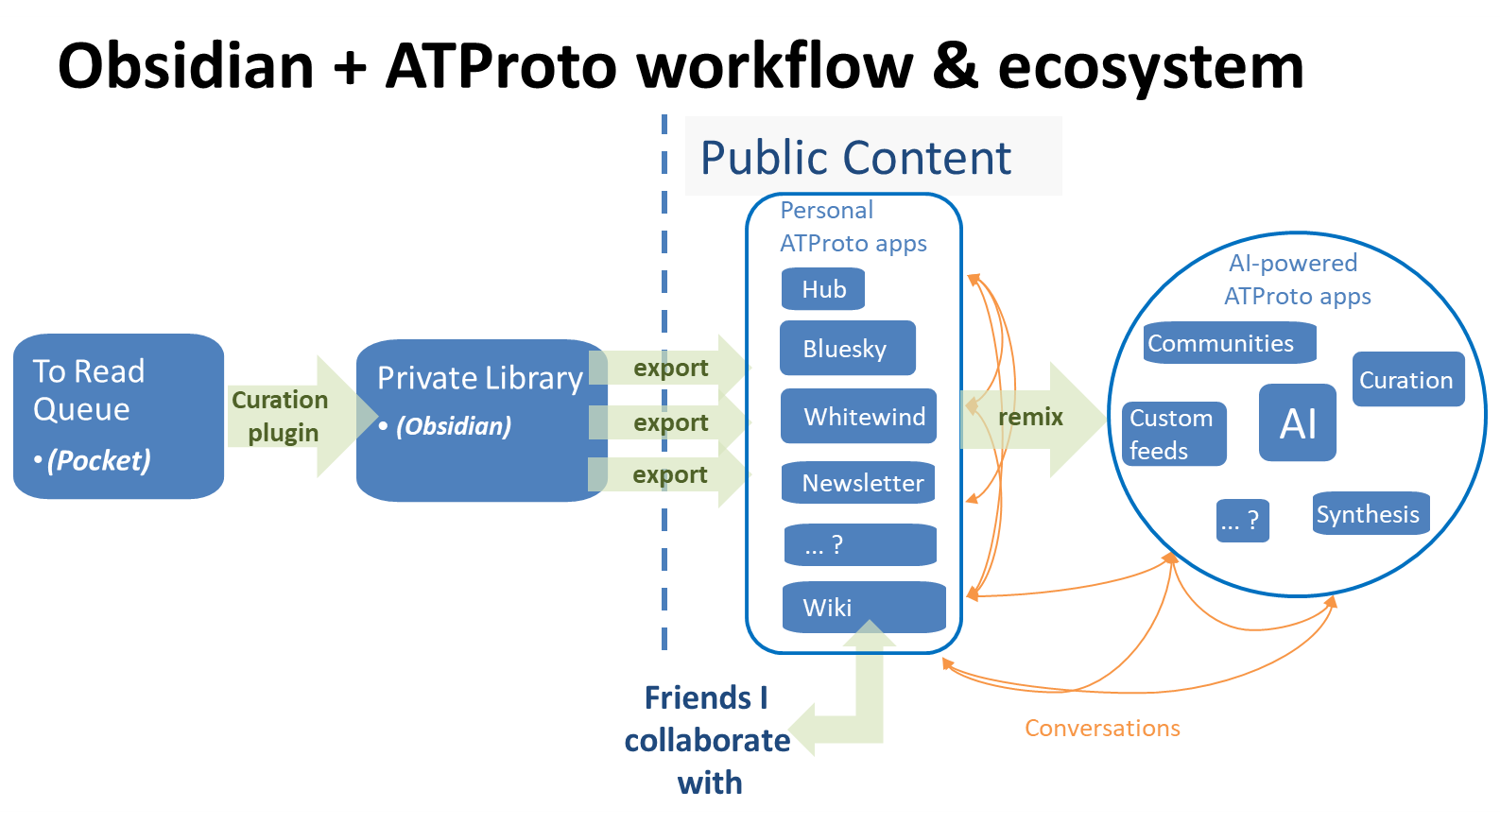 Obsidian + ATProto workflow & ecosystem
Public Content
To Read
Queue
•(Pocket)
Curation
plugin
Private Library
• (Obsidian)
export
export
export
Personal
ATProto apps
Hub
Bluesky
Whitewind
Newsletter
... ?
Wiki
remix
AI-powered
ATProto apps
Communities
Curation
Custom
feeds
AI
... ?
Synthesis
Friends I
collaborate
with
Conversations